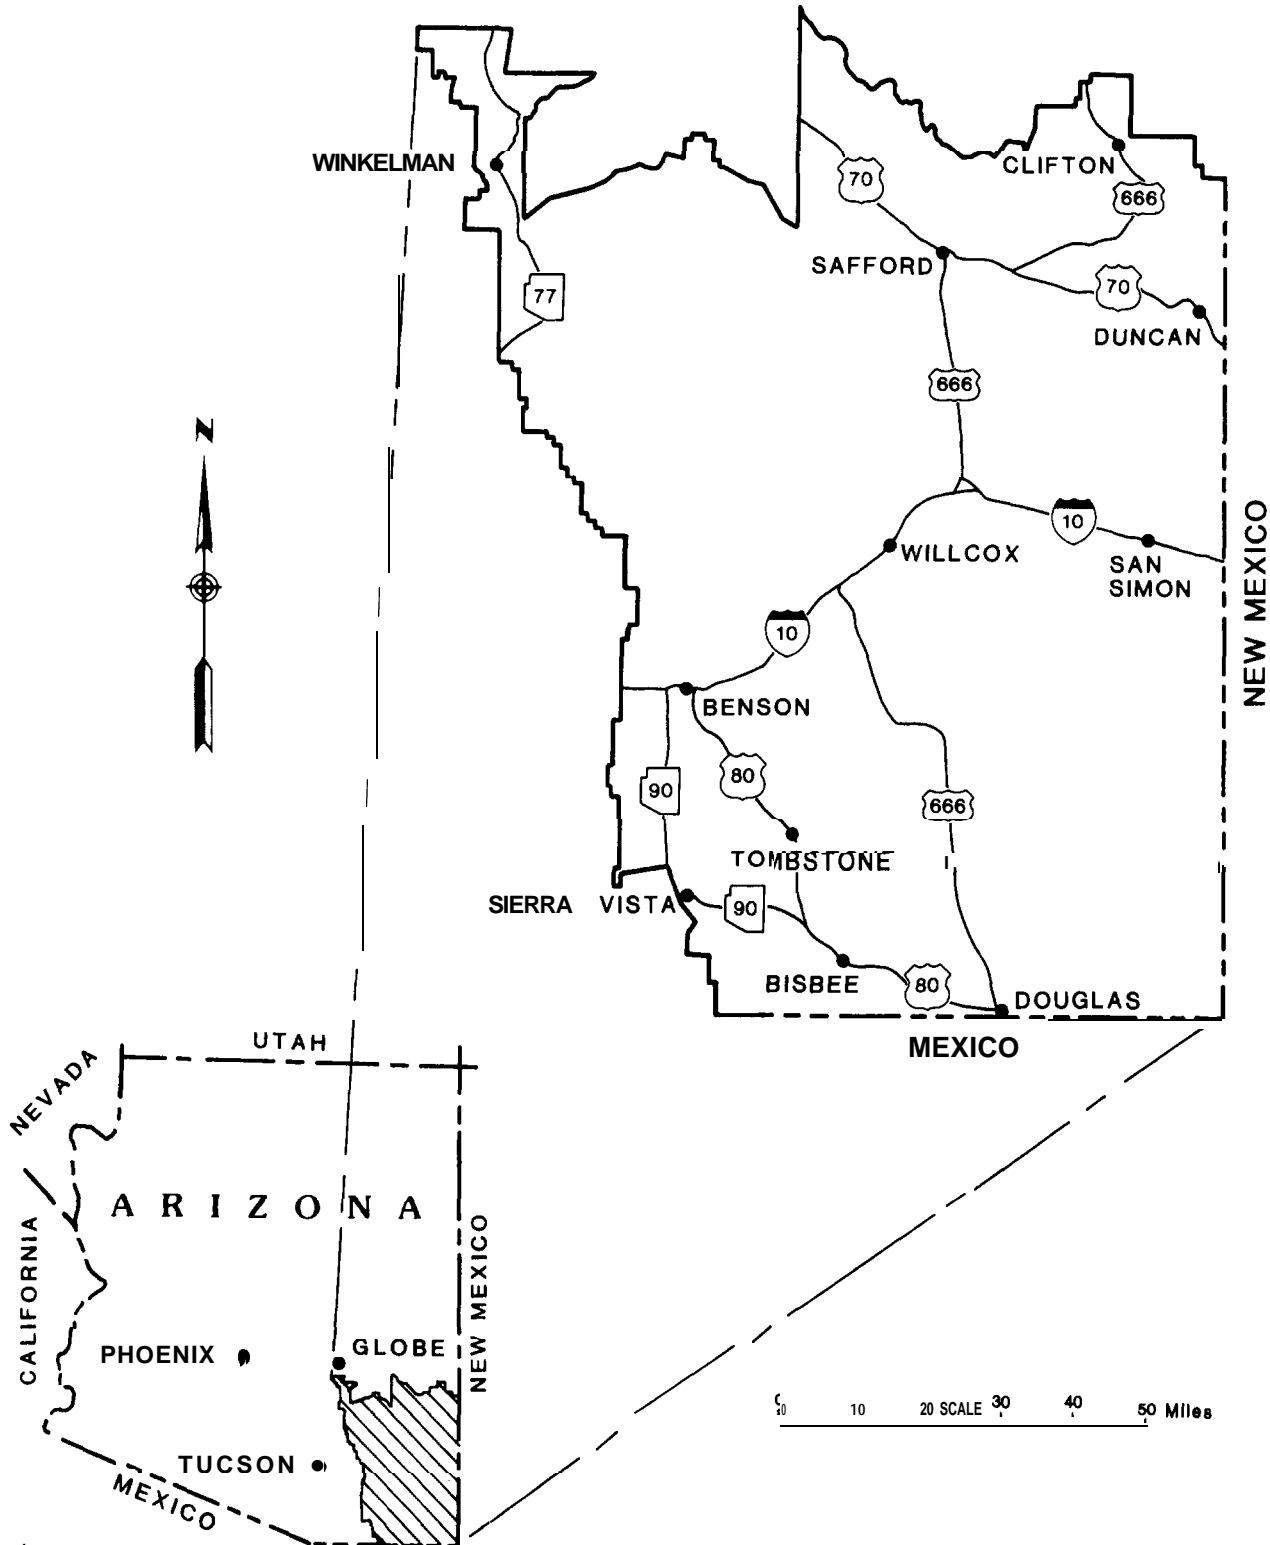 WINKELMAN
CLIFTON
70
666
SAFFORD
77
70
DUNCAN
666
N
10
WILLCOX
SAN
SIMON
NEW MEXICO
10
BENSON
90
80
666
TOMBSTONE
SIERRA VISTA
90
BISBEE
80
DOUGLAS
MEXICO
UTAH
NEVADA
ARIZONA
CALIFORNIA
NEW MEXICO
PHOENIX
GLOBE
0 10 20 SCALE 30 40 50 Miles
TUCSON
MEXICO